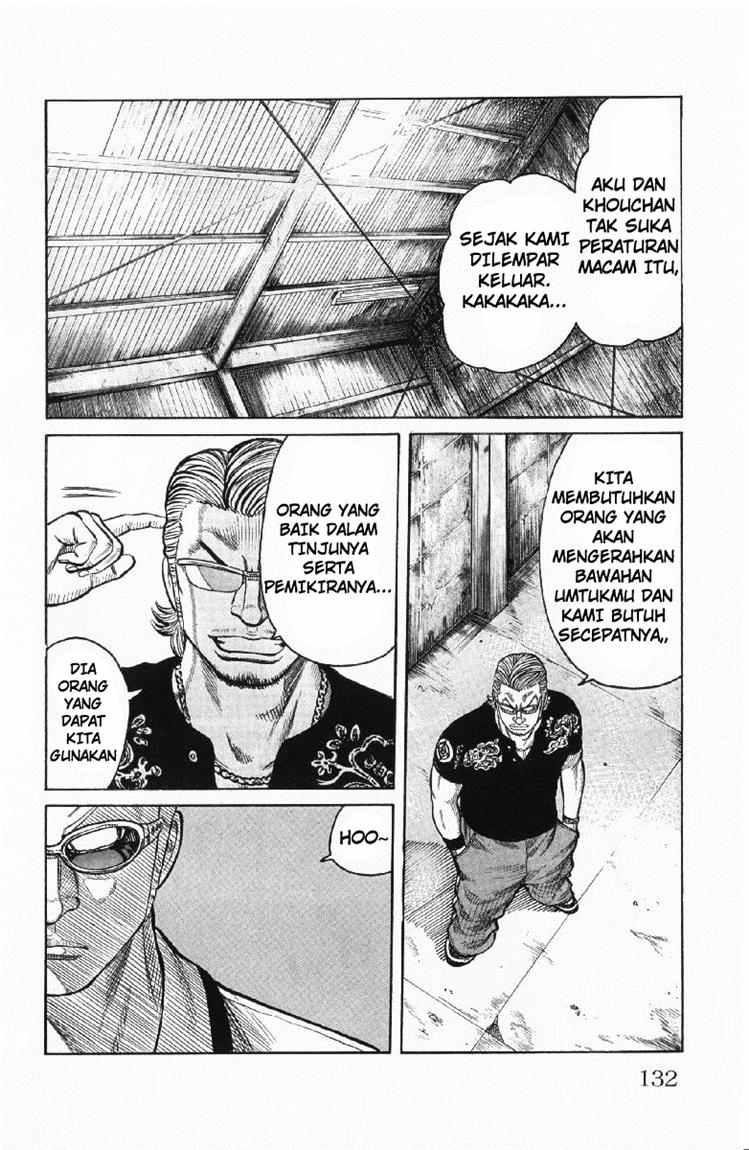 AKU DAN
KHOUCHAN
TAK SUKA
PERATURAN
MACAM ITU,
SEJAK KAMI
DILEMPAR
KELUAR.
KAKAKAKA...
KITA
MEMBUTUHKAN
ORANG YANG
AKAN
MENGERAHKAN
BAWAHAN
UMTUKMU DAN
KAMI BUTUH
SECEPATNYA,,
ORANG YANG
BAIK DALAM
TINJUNYA
SERTA
PEMIKIRANYA...
DIA
ORANG
YANG
DAPAT
KITA
GUNAKAN
HOO~
132